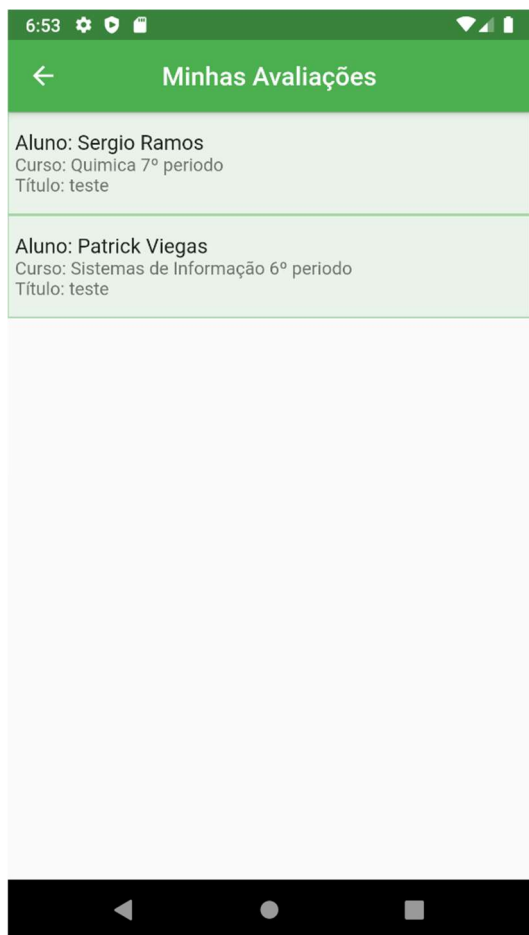 6:53
Minhas Avaliações
Aluno: Sergio Ramos
Curso: Quimica 7º periodo
Título: teste
Aluno: Patrick Viegas
Curso: Sistemas de Informação 6º periodo
Título: teste